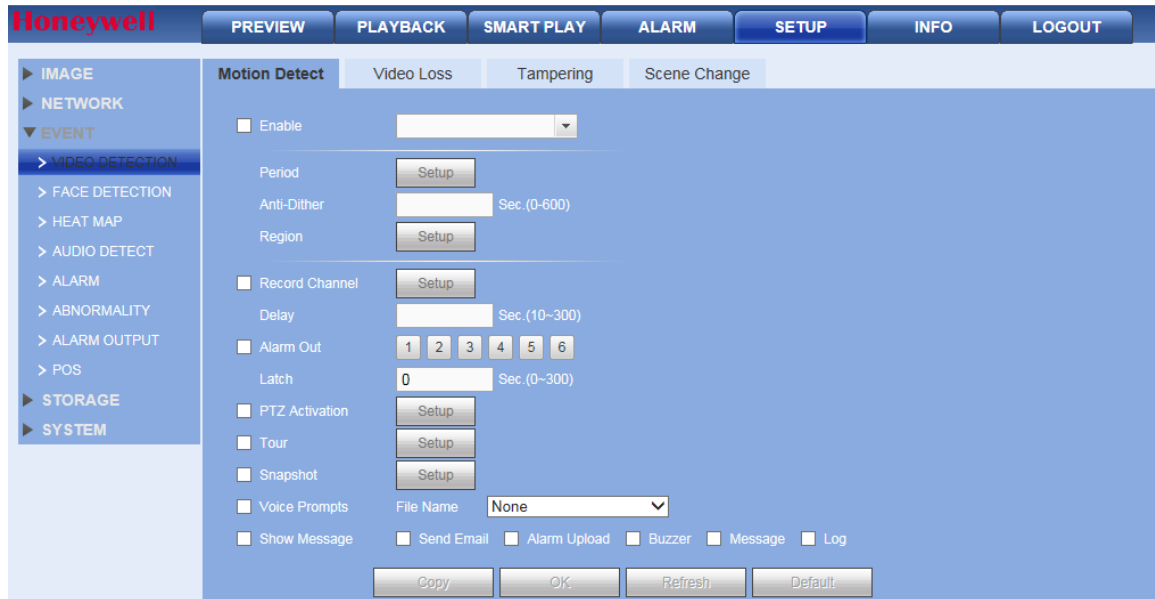 Honeywell
PREVIEW PLAYBACK SMART PLAY ALARM SETUP INFO LOGOUT
IMAGE
NETWORK
EVENT
> VIDEO DETECTION
> FACE DETECTION
> HEAT MAP
> AUDIO DETECT
> ALARM
> ABNORMALITY
> ALARM OUTPUT
> POS
STORAGE
SYSTEM
Motion Detect Video Loss Tampering Scene Change
Enable
Period Setup
Anti-Dither Sec.(0-600)
Region Setup
Record Channel Setup
Delay Sec.(10~300)
Alarm Out 1 2 3 4 5 6
Latch 0 Sec.(0~300)
PTZ Activation Setup
Tour Setup
Snapshot Setup
Voice Prompts File Name None
Show Message Send Email Alarm Upload Buzzer Message Log
Copy OK Refresh Default